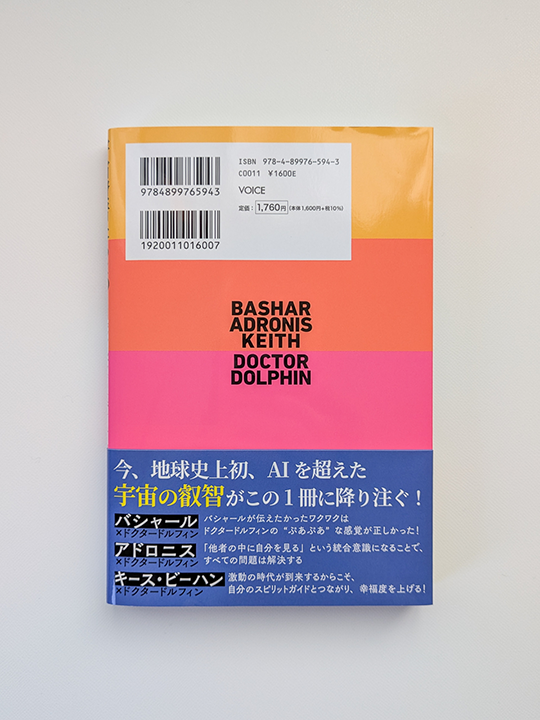 ISBN 978-4-89976-594-3
C0011 ¥1600E
9784899765943
VOICE
定価：1,760円(本体1,600円+税10%)
1920011016007
BASHAR
ADRONIS
KEITH
DOCTOR
DOLPHIN
今、地球史上初、AIを超えた
宇宙の叡智がこの1冊に降り注ぐ！
バシャール
×ドクタードルフィン
バシャールが伝えたかったワクワクは
ドクタードルフィンの“ぷあぷあ”な感覚が正しかった！
アドロニス
×ドクタードルフィン
「他者の中に自分を見る」という統合意識になることで、
すべての問題は解決する
キース・ビーハン
×ドクタードルフィン
激動の時代が到来するからこそ、
自分のスピリットガイドとつながり、幸福度を上げる！